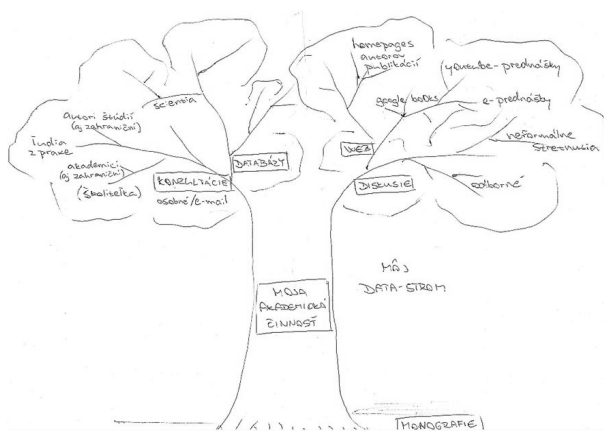 homepages
autorov
publikácií
youtube-prednášky
google books
e-prednášky
neformálne
stretnutia
scientia
autori štúdií
(aj zahraniční)
ľudia
z praxe
akademici
(aj zahraniční)
(školiteľka)
DATABÁZY
KONZULTÁCIE
osobné/e-mail
WEB
DISKUSIE
odborné
MOJA
AKADEMICKÁ
ČINNOSŤ
MÔJ
DATA-STROM
MONOGRAFIE